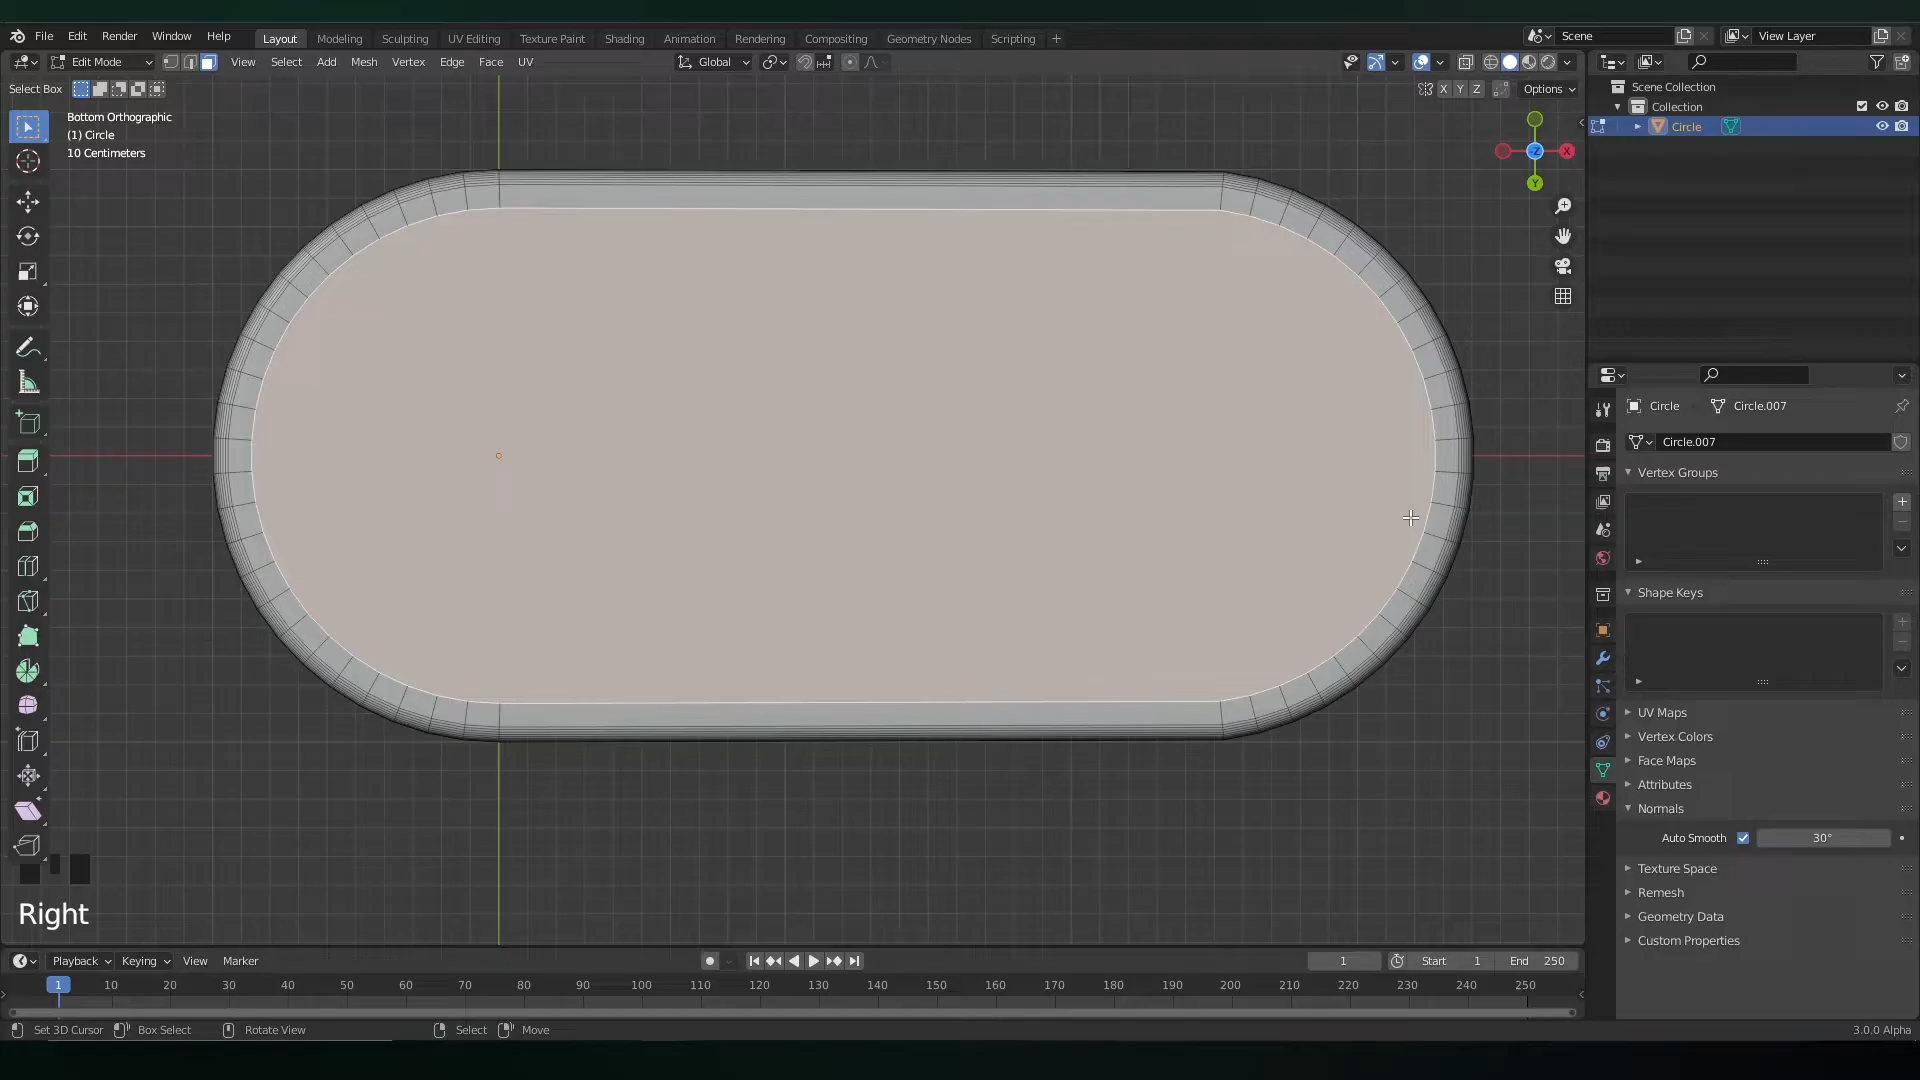 File Edit Render Window Help Layout Modeling Sculpting UV Editing Texture Paint Shading Animation Rendering Compositing Geometry Nodes Scripting + Scene View Layer
Edit Mode View Select Add Mesh Vertex Edge Face UV Global
Select Box X Y Z Options
Bottom Orthographic
(1) Circle
10 Centimeters
X
-Z
Y
Scene Collection
Collection
Circle
Circle Circle.007
Circle.007
Vertex Groups
Shape Keys
UV Maps
Vertex Colors
Face Maps
Attributes
Normals
Auto Smooth 30°
Texture Space
Remesh
Geometry Data
Custom Properties
Right
Playback Keying View Marker 1 Start 1 End 250
1 10 20 30 40 50 60 70 80 90 100 110 120 130 140 150 160 170 180 190 200 210 220 230 240 250
Set 3D Cursor Box Select Rotate View Select Move 3.0.0 Alpha